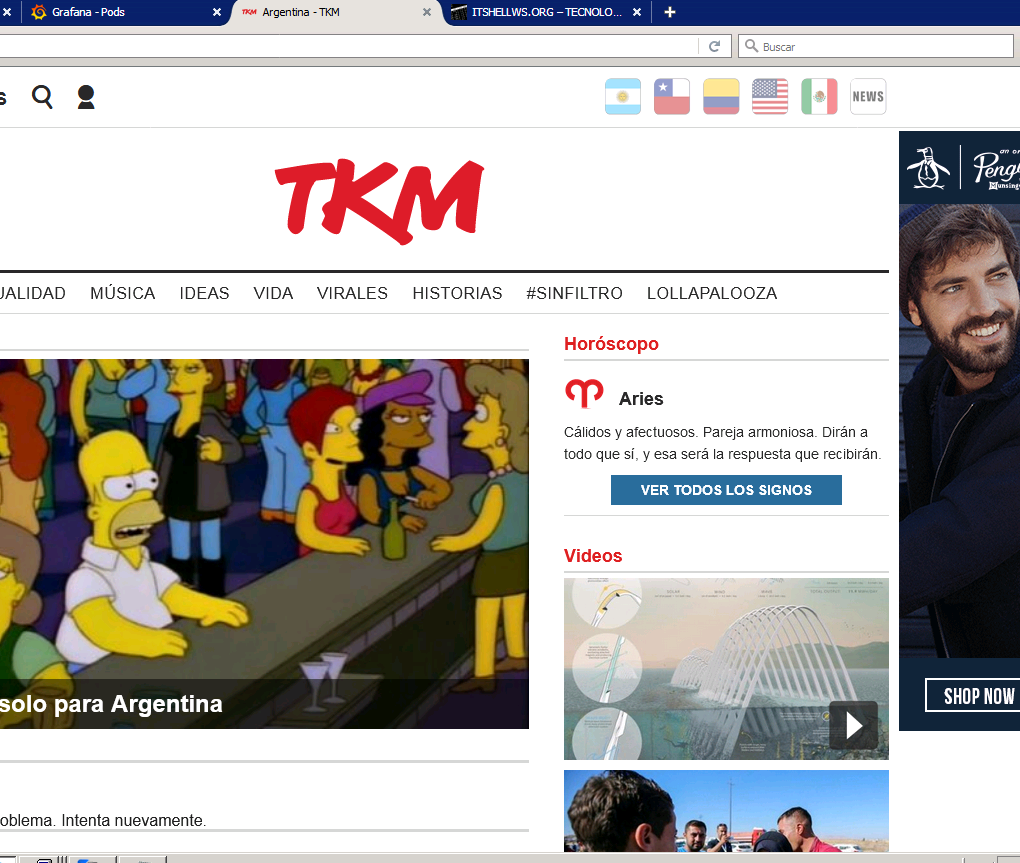 Grafana - Pods
TKM Argentina - TKM
ITSHELLWS.ORG – TECNOLO...
Buscar
s
NEWS
TKM
UALIDAD MÚSICA IDEAS VIDA VIRALES HISTORIAS #SINFILTRO LOLLAPALOOZA
an or
Pengu
Munsing
Horóscopo
Aries
Cálidos y afectuosos. Pareja armoniosa. Dirán a
todo que sí, y esa será la respuesta que recibirán.
VER TODOS LOS SIGNOS
Videos
solo para Argentina
SHOP NOW
oblema. Intenta nuevamente.